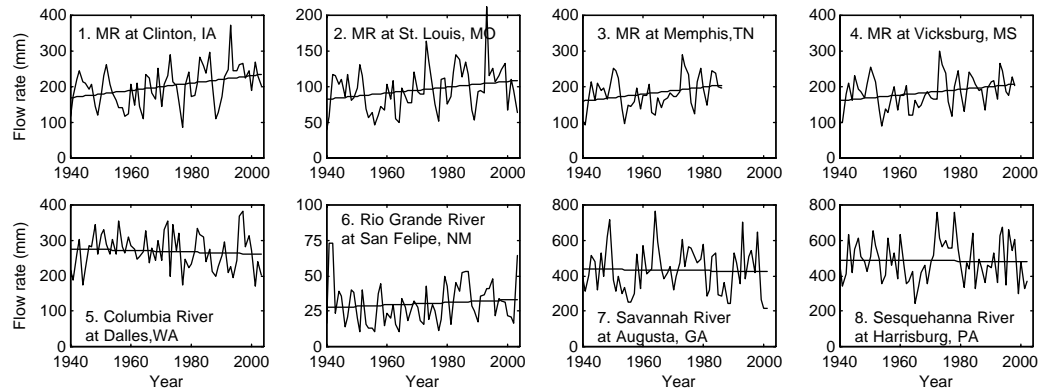 Flow rate (mm)
400
300
200
100
0
1. MR at Clinton, IA
1940 1960 1980 2000
200
150
100
50
0
2. MR at St. Louis, MO
1940 1960 1980 2000
400
300
200
100
0
3. MR at Memphis,TN
1940 1960 1980 2000
400
300
200
100
0
4. MR at Vicksburg, MS
1940 1960 1980 2000
Flow rate (mm)
400
300
200
100
0
5. Columbia River
at Dalles,WA
1940 1960 1980 2000
Year
100
75
50
25
0
6. Rio Grande River
at San Felipe, NM
1940 1960 1980 2000
Year
800
600
400
200
0
7. Savannah River
at Augusta, GA
1940 1960 1980 2000
Year
800
600
400
200
0
8. Sesquehanna River
at Harrisburg, PA
1940 1960 1980 2000
Year